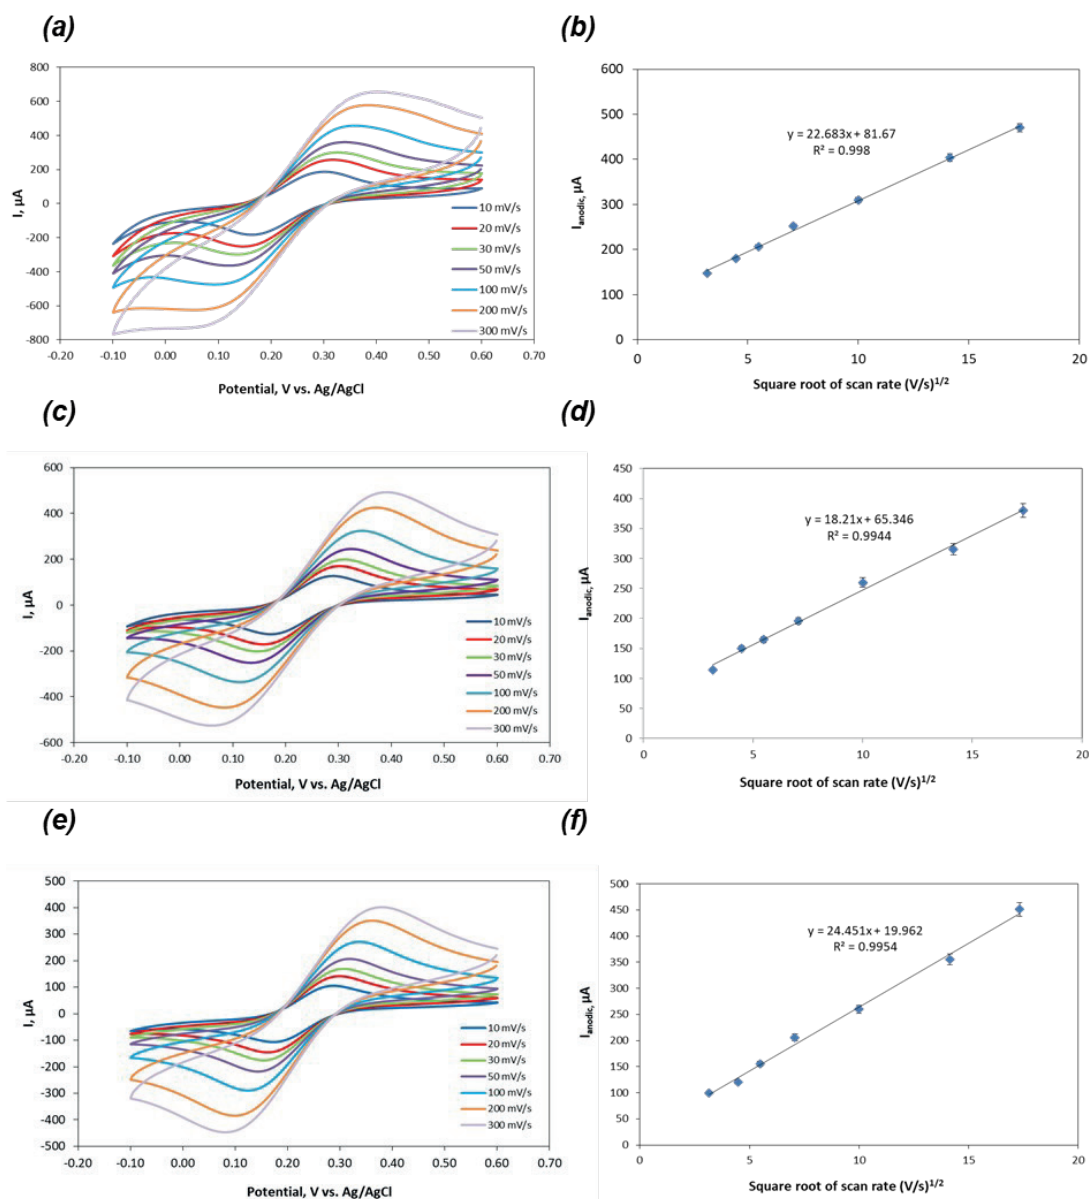 (a)
800
600
400
200
0
-200
-400
-600
-800
I, µA
-0.20 -0.10 0.00 0.10 0.20 0.30 0.40 0.50 0.60 0.70
Potential, V vs. Ag/AgCl
10 mV/s
20 mV/s
30 mV/s
50 mV/s
100 mV/s
200 mV/s
300 mV/s
(b)
600
500
400
300
200
100
0
Ianodic, µA
y = 22.683x + 81.67
R² = 0.998
0 5 10 15 20
Square root of scan rate (V/s)1/2
(c)
600
400
200
0
-200
-400
-600
I, µA
-0.20 -0.10 0.00 0.10 0.20 0.30 0.40 0.50 0.60 0.70
Potential, V vs. Ag/AgCl
10 mV/s
20 mV/s
30 mV/s
50 mV/s
100 mV/s
200 mV/s
300 mV/s
(d)
450
400
350
300
250
200
150
100
50
0
Ianodic, µA
y = 18.21x + 65.346
R² = 0.9944
0 5 10 15 20
Square root of scan rate (V/s)1/2
(e)
500
400
300
200
100
0
-100
-200
-300
-400
-500
I, µA
-0.20 -0.10 0.00 0.10 0.20 0.30 0.40 0.50 0.60 0.70
Potential, V vs. Ag/AgCl
10 mV/s
20 mV/s
30 mV/s
50 mV/s
100 mV/s
200 mV/s
300 mV/s
(f)
500
450
400
350
300
250
200
150
100
50
0
Ianodic, µA
y = 24.451x + 19.962
R² = 0.9954
0 5 10 15 20
Square root of scan rate (V/s)1/2